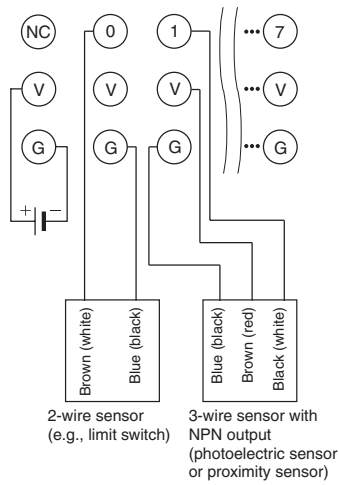 NC 0 1 ••• 7
V V V ••• V
G G G ••• G
+ −
Brown (white)
Blue (black)
Blue (black)
Brown (red)
Black (white)
2-wire sensor
(e.g., limit switch)
3-wire sensor with
NPN output
(photoelectric sensor
or proximity sensor)